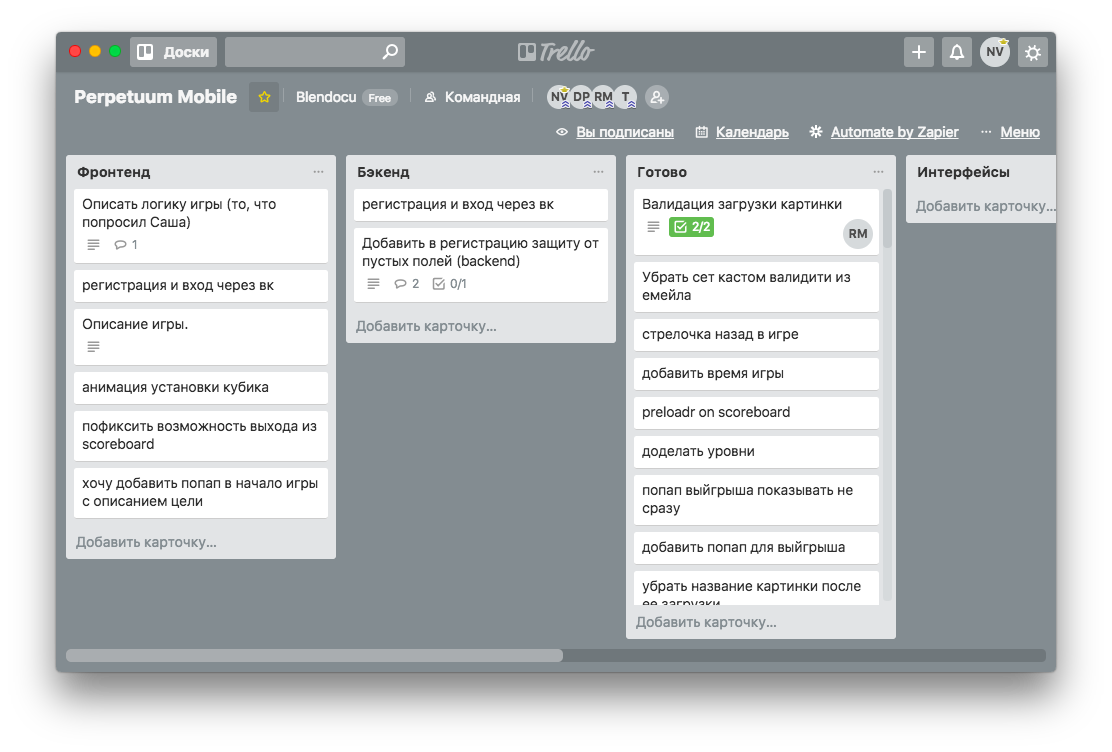 Доски
Trello
NV
Perpetuum Mobile
Blendocu Free
Командная
NV DP RM T
Вы подписаны
Календарь
Automate by Zapier
Меню
Фронтенд
Описать логику игры (то, что
попросил Саша)
1
регистрация и вход через вк
Описание игры.
анимация установки кубика
пофиксить возможность выхода из
scoreboard
хочу добавить попап в начало игры
с описанием цели
Добавить карточку...
Бэкенд
регистрация и вход через вк
Добавить в регистрацию защиту от
пустых полей (backend)
2 0/1
Добавить карточку...
Готово
Валидация загрузки картинки
2/2
RM
Убрать сет кастом валидити из
емейла
стрелочка назад в игре
добавить время игры
preloadr on scoreboard
доделать уровни
попап выйгрыша показывать не
сразу
добавить попап для выйгрыша
убрать название картинки после
ее загрузки
Добавить карточку...
Интерфейсы
Добавить карточку...